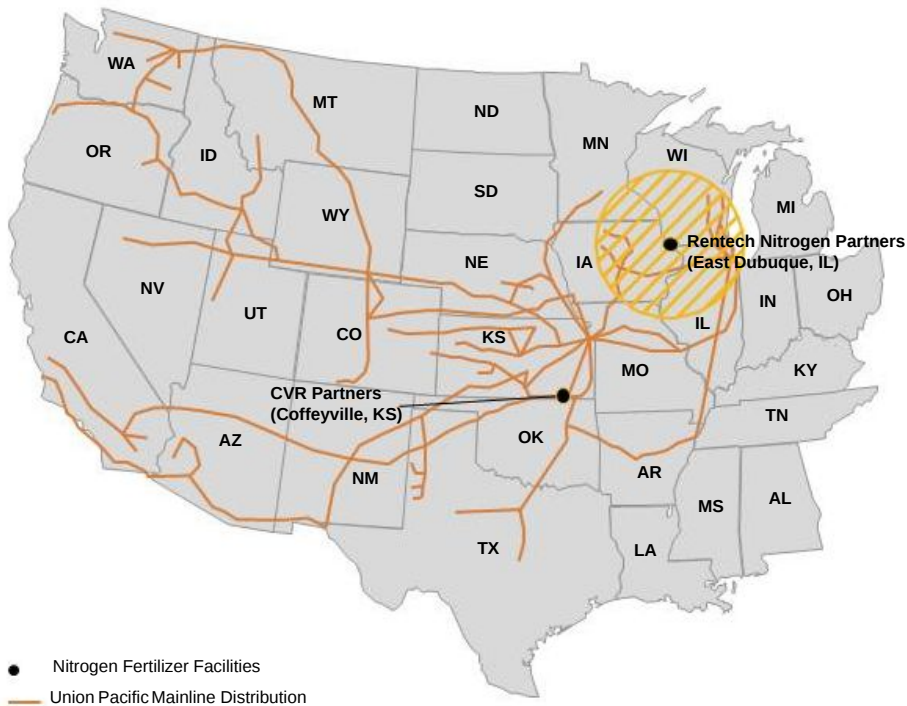 WA
MT
ND
MN
OR
ID
WI
SD
WY
MI
Rentech Nitrogen Partners
(East Dubuque, IL)
NE
IA
NV
UT
IN
OH
CO
KS
IL
CA
MO
KY
CVR Partners
(Coffeyville, KS)
TN
AZ
OK
NM
AR
MS
AL
TX
LA
Nitrogen Fertilizer Facilities
Union Pacific Mainline Distribution